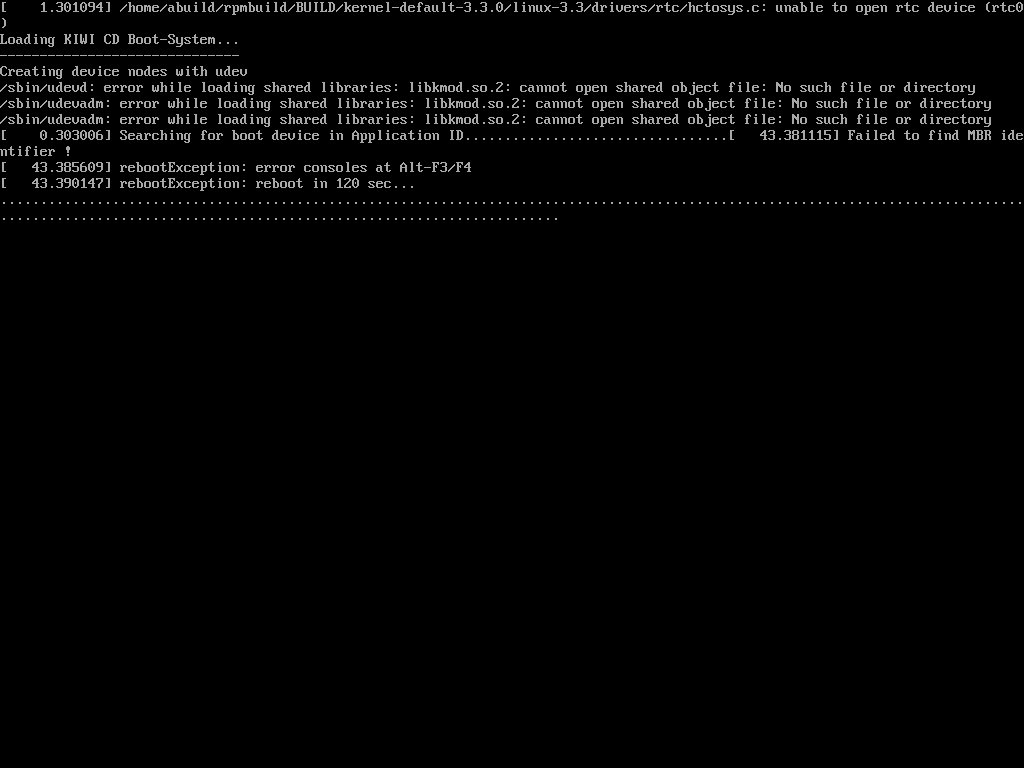 [    1.301094] /home/abuild/rpmbuild/BUILD/kernel-default-3.3.0/linux-3.3/drivers/rtc/hctosys.c: unable to open rtc device (rtc0
)
Loading KIWI CD Boot-System...
------------------------------
Creating device nodes with udev
/sbin/udevd: error while loading shared libraries: libkmod.so.2: cannot open shared object file: No such file or directory
/sbin/udevadm: error while loading shared libraries: libkmod.so.2: cannot open shared object file: No such file or directory
/sbin/udevadm: error while loading shared libraries: libkmod.so.2: cannot open shared object file: No such file or directory
[    0.303006] Searching for boot device in Application ID.................................[   43.381115] Failed to find MBR ide
ntifier !
[   43.385609] rebootException: error consoles at Alt-F3/F4
[   43.390147] rebootException: reboot in 120 sec...
................................................................................................................................
......................................................................